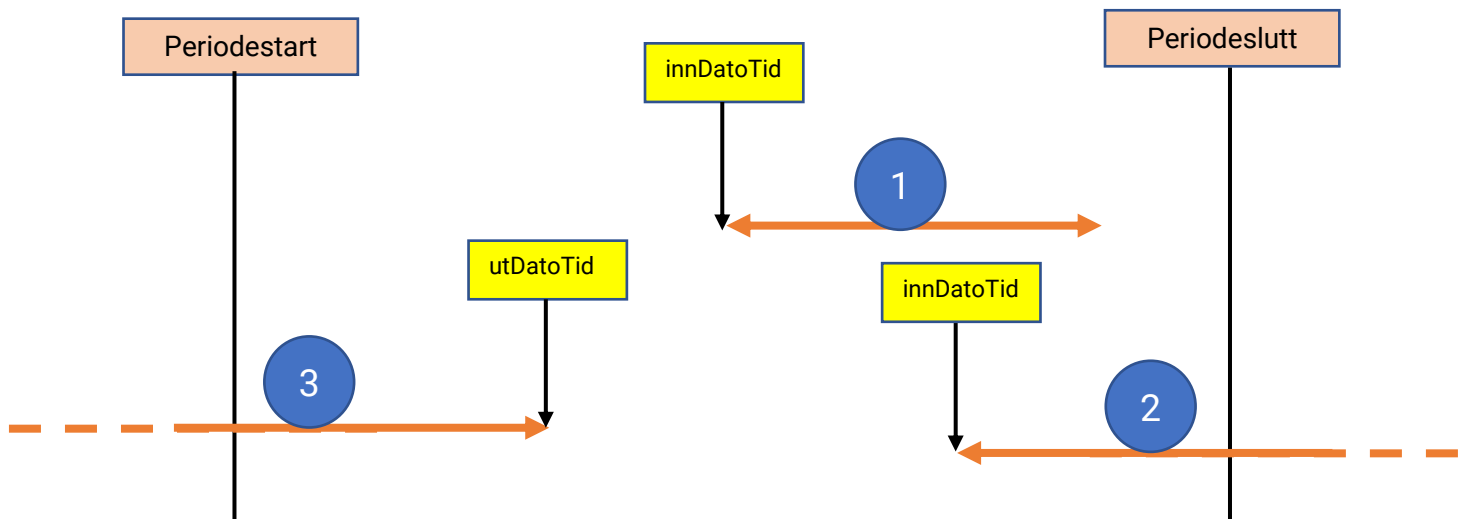 Periodestart
Periodeslutt
innDatoTid
1
utDatoTid
innDatoTid
3
2